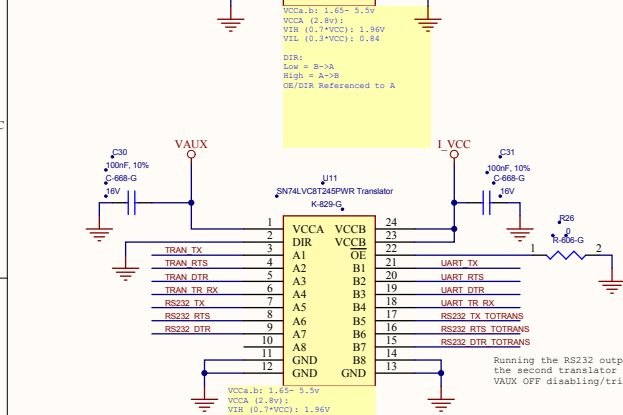 VCCa.b: 1.65- 5.5v
VCCA (2.8v):
VIH (0.7*VCC): 1.96V
VIL (0.3*VCC): 0.84
DIR:
Low = B->A
High = A->B
OE/DIR Referenced to A
C30
100nF, 10%
C-668-G
16V
VAUX
I_VCC
C31
100nF, 10%
C-668-G
16V
U11
SN74LVC8T245PWR Translator
K-829-G
R26
0
R-606-G
1 VCCA VCCB 24
2 DIR VCCB 23
TRAN_TX 3 A1 OE 22 1 2
TRAN_RTS 4 A2 B1 21 UART_TX
TRAN_DTR 5 A3 B2 20 UART_RTS
TRAN_TR_RX 6 A4 B3 19 UART_DTR
RS232_TX 7 A5 B4 18 UART_TR_RX
RS232_RTS 8 A6 B5 17 RS232_TX_TOTRANS
RS232_DTR 9 A7 B6 16 RS232_RTS_TOTRANS
10 A8 B7 15 RS232_DTR_TOTRANS
11 GND B8 14
12 GND GND 13
Running the RS232 outp
the second translator
VAUX OFF disabling/tri
VCCa.b: 1.65- 5.5v
VCCA (2.8v):
VIH (0.7*VCC): 1.96V